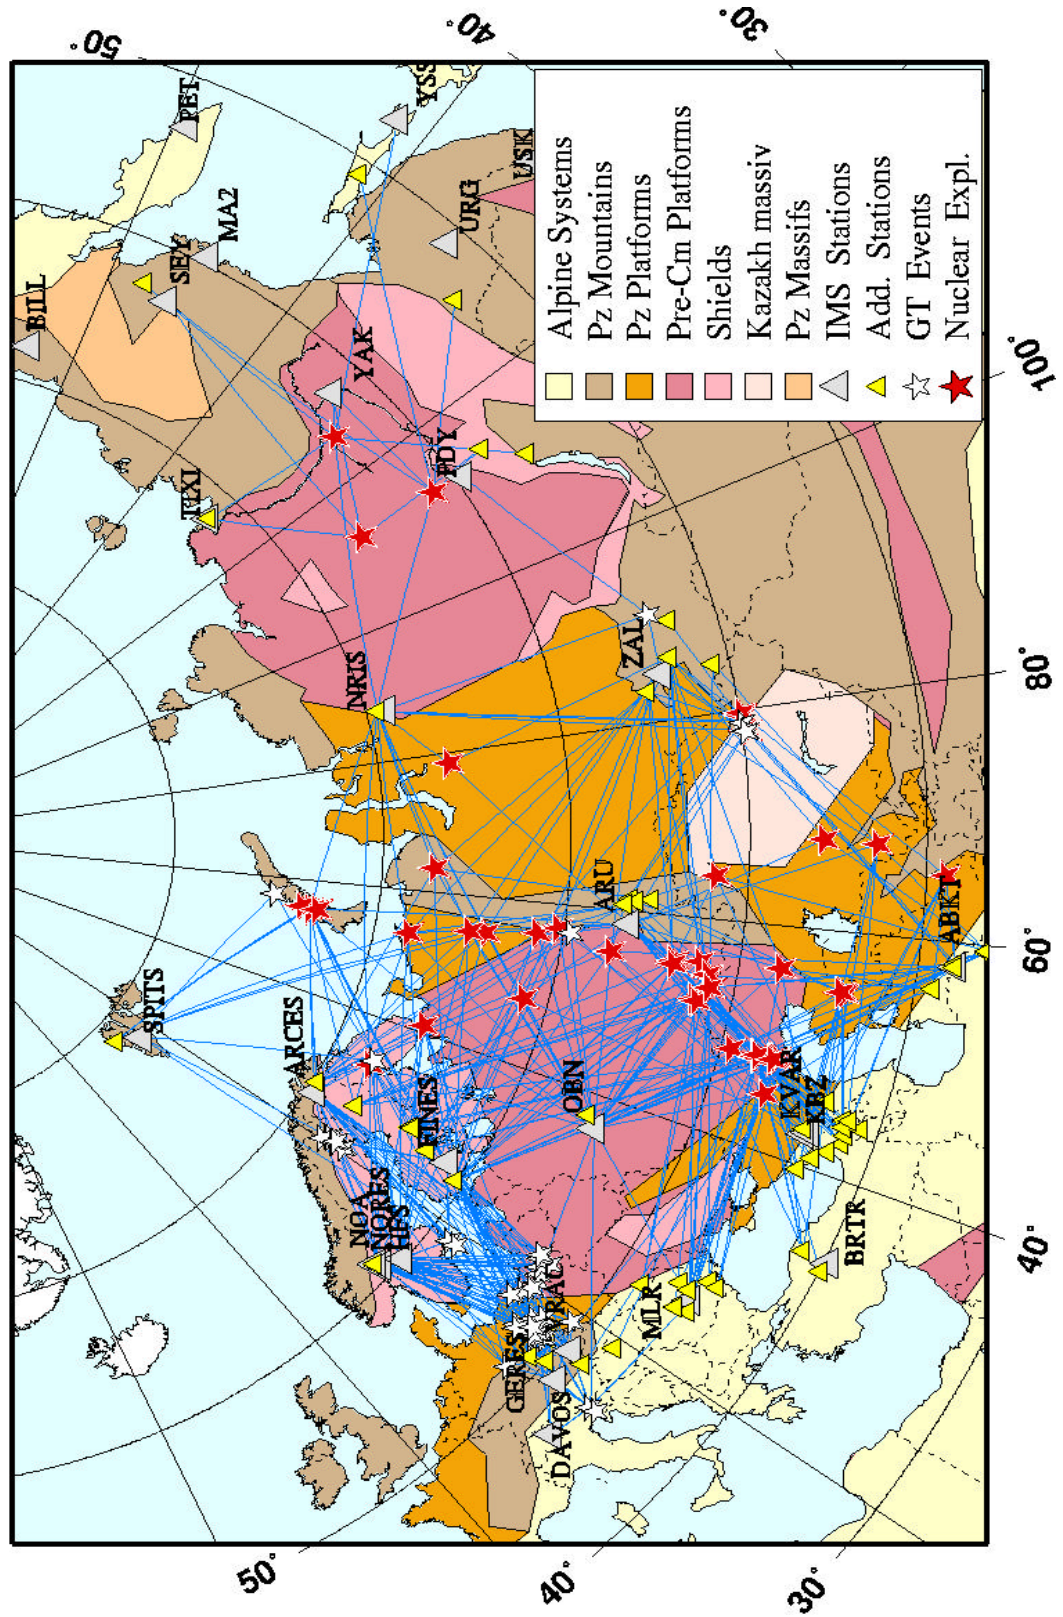 50°
40°
30°
PET
YSS
BILL
SEY
MA2
URG
USK
TIXI
YAK
PDY
NRIS
ZAL
SPITS
ARCES
ARU
ABKT
FINES
OBN
KVAR
KBZ
NOA
NORES
HFS
GERES
VRAC
DAVOS
MLR
BRTR
Alpine Systems
Pz Mountains
Pz Platforms
Pre-Cm Platforms
Shields
Kazakh massiv
Pz Massifs
IMS Stations
Add. Stations
GT Events
Nuclear Expl.
100°
80°
60°
40°
50°
40°
30°